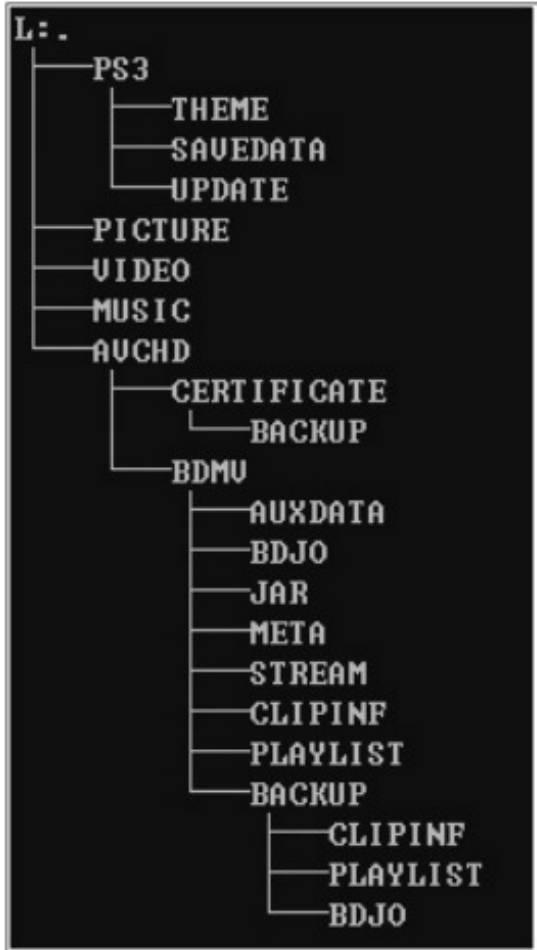 L:.
PS3
THEME
SAVEDATA
UPDATE
PICTURE
VIDEO
MUSIC
AVCHD
CERTIFICATE
BACKUP
BDMV
AUXDATA
BDJO
JAR
META
STREAM
CLIPINF
PLAYLIST
BACKUP
CLIPINF
PLAYLIST
BDJO